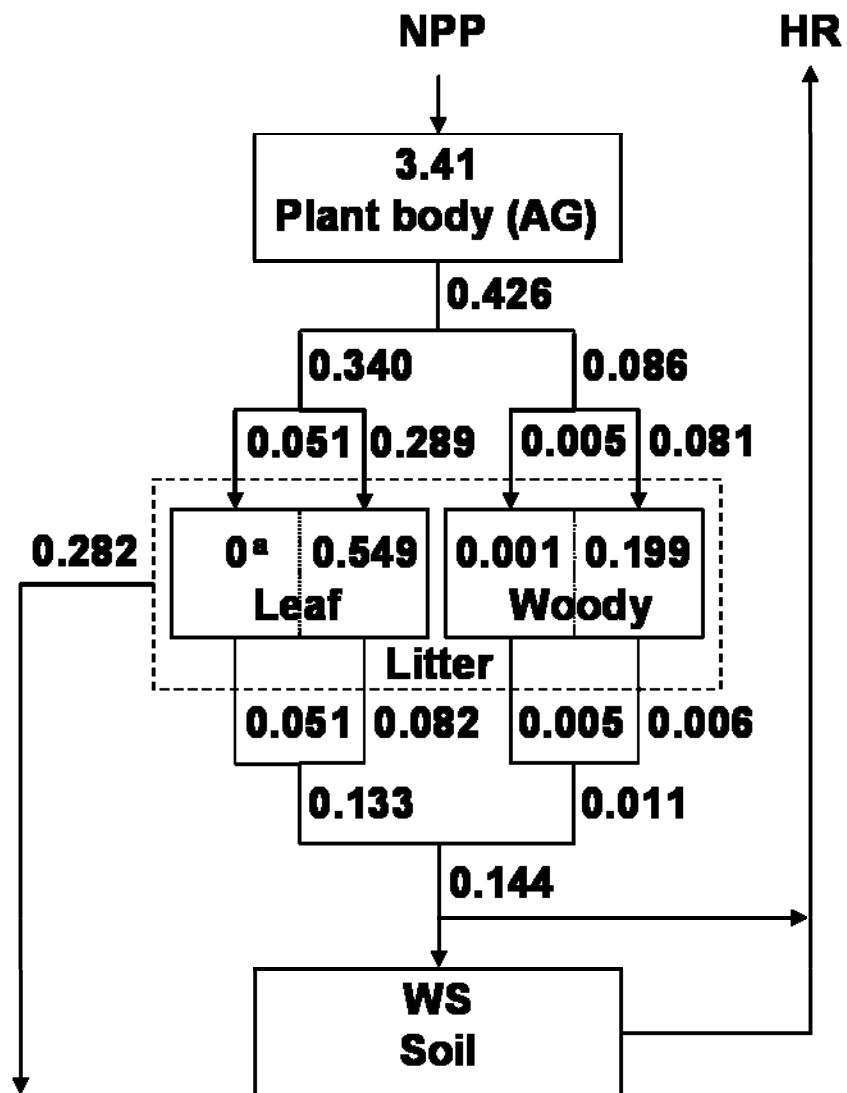 NPP HR
3.41
Plant body (AG)
0.426
0.340 0.086
0.051 0.289 0.005 0.081
0.282 0ᵃ 0.549 0.001 0.199
Leaf Woody
Litter
0.051 0.082 0.005 0.006
0.133 0.011
0.144
WS
Soil